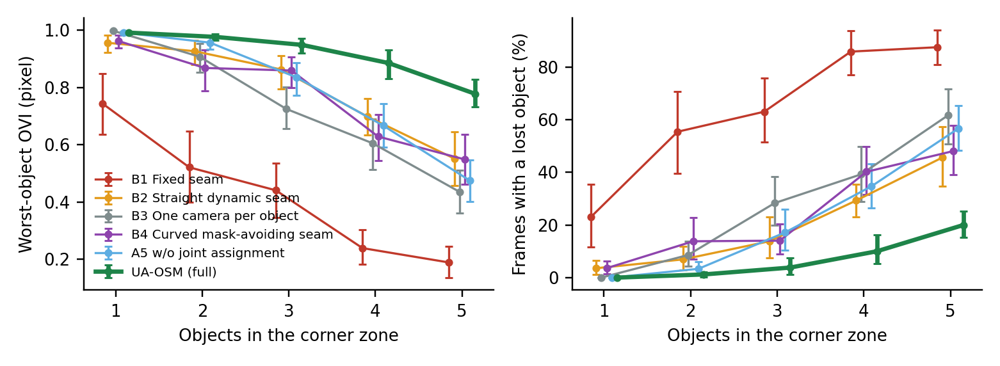 Worst-object OVI (pixel)
1.0
0.8
0.6
0.4
0.2
B1 Fixed seam
B2 Straight dynamic seam
B3 One camera per object
B4 Curved mask-avoiding seam
A5 w/o joint assignment
UA-OSM (full)
1 2 3 4 5
Objects in the corner zone
Frames with a lost object (%)
80
60
40
20
0
1 2 3 4 5
Objects in the corner zone